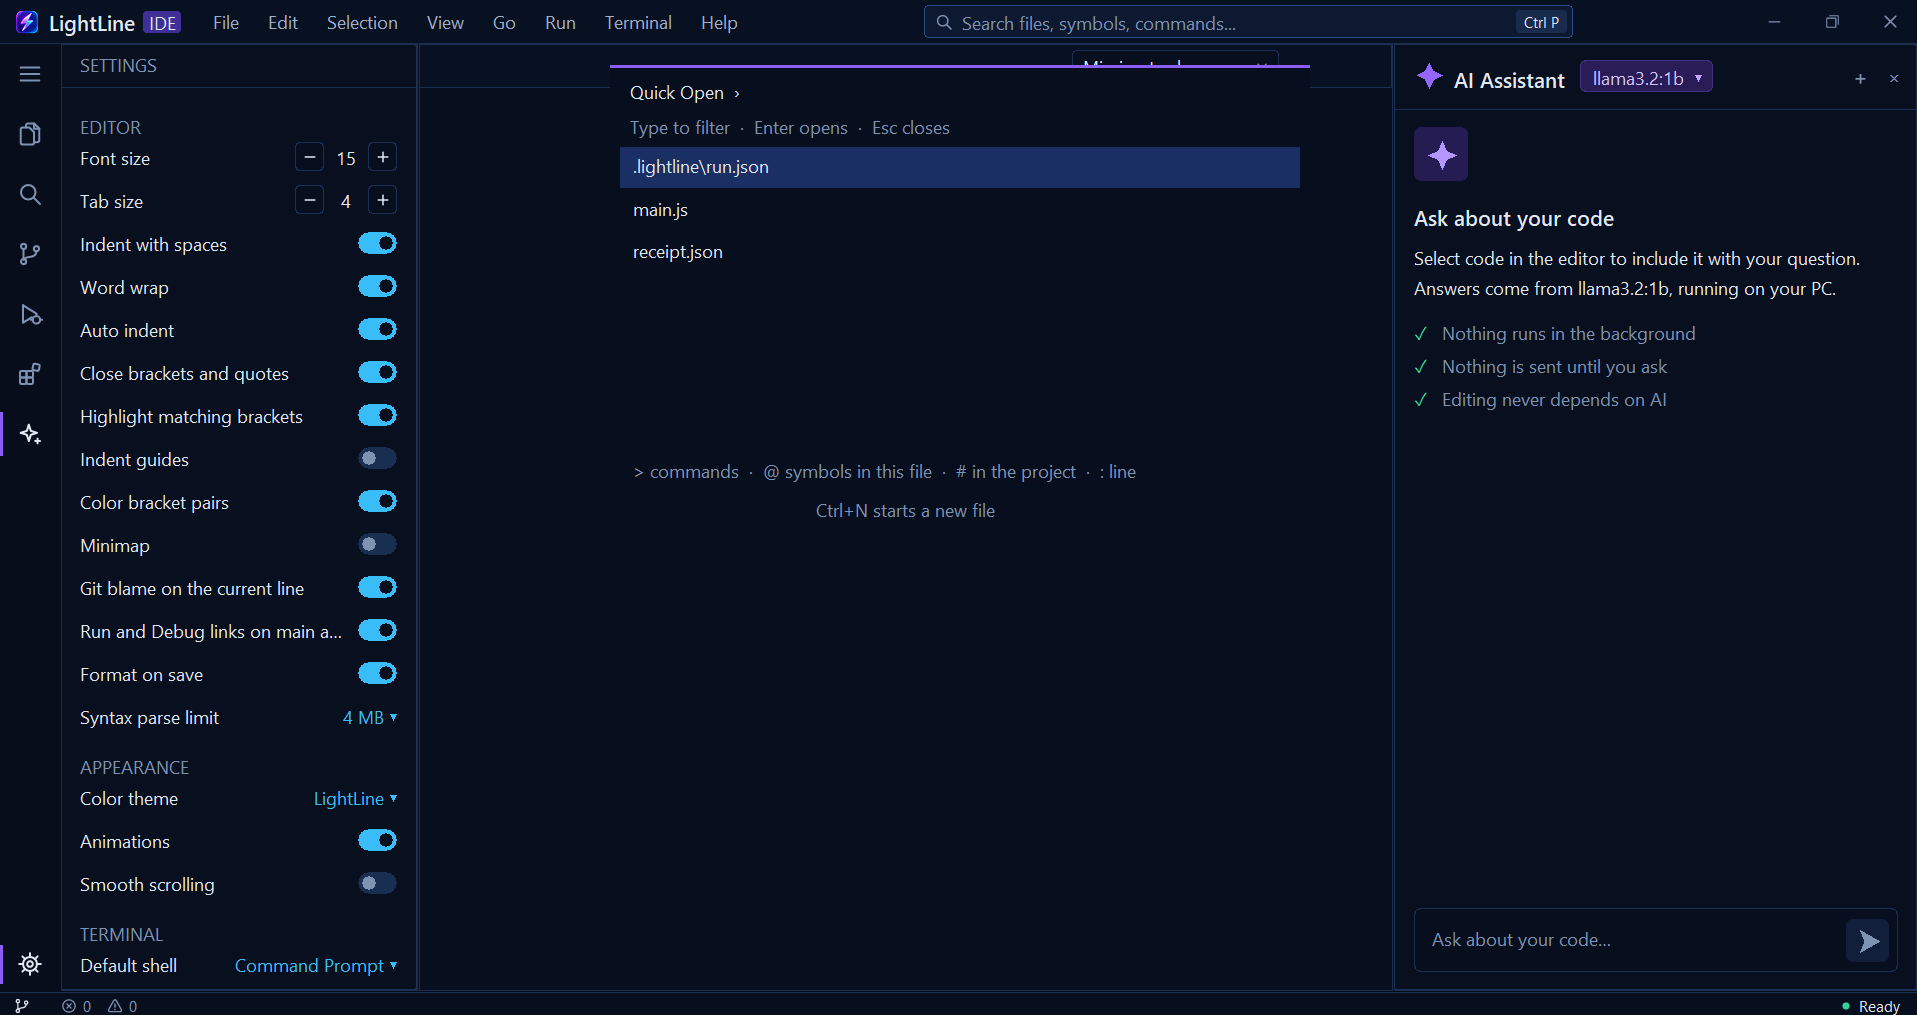 LightLine IDE File Edit Selection View Go Run Terminal Help
Search files, symbols, commands... Ctrl P
SETTINGS
EDITOR
Font size − 15 +
Tab size − 4 +
Indent with spaces
Word wrap
Auto indent
Close brackets and quotes
Highlight matching brackets
Indent guides
Color bracket pairs
Minimap
Git blame on the current line
Run and Debug links on main a...
Format on save
Syntax parse limit 4 MB
APPEARANCE
Color theme LightLine
Animations
Smooth scrolling
TERMINAL
Default shell Command Prompt
Quick Open ›
Type to filter · Enter opens · Esc closes
.lightline\run.json
main.js
receipt.json
> commands · @ symbols in this file · # in the project · : line
Ctrl+N starts a new file
AI Assistant llama3.2:1b
Ask about your code
Select code in the editor to include it with your question.
Answers come from llama3.2:1b, running on your PC.
✓ Nothing runs in the background
✓ Nothing is sent until you ask
✓ Editing never depends on AI
Ask about your code...
0 0
Ready